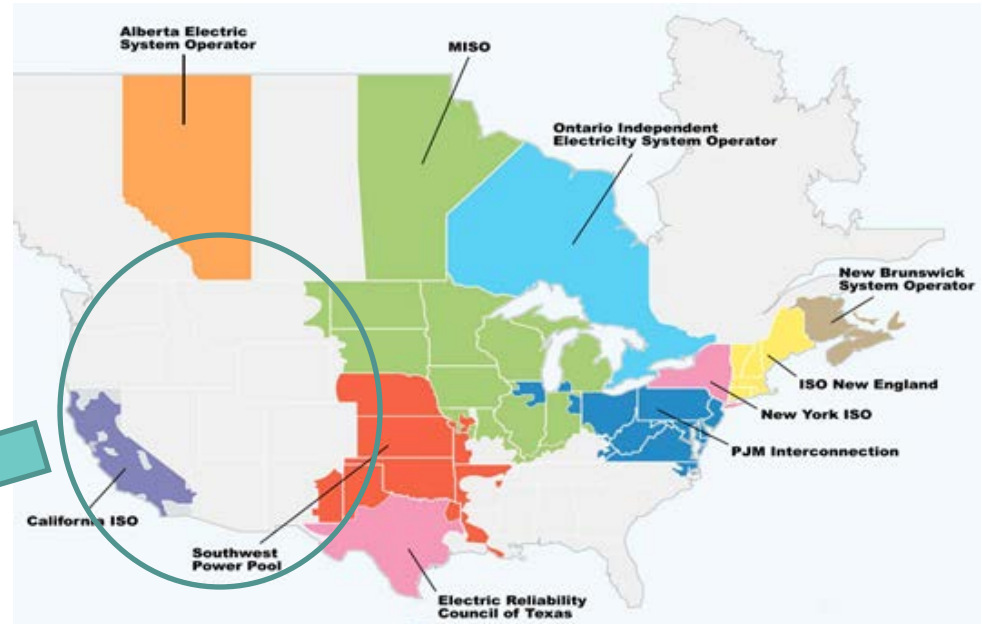 Alberta Electric
System Operator
MISO
Ontario Independent
Electricity System Operator
New Brunswick
System Operator
ISO New England
New York ISO
PJM Interconnection
California ISO
Southwest
Power Pool
Electric Reliability
Council of Texas